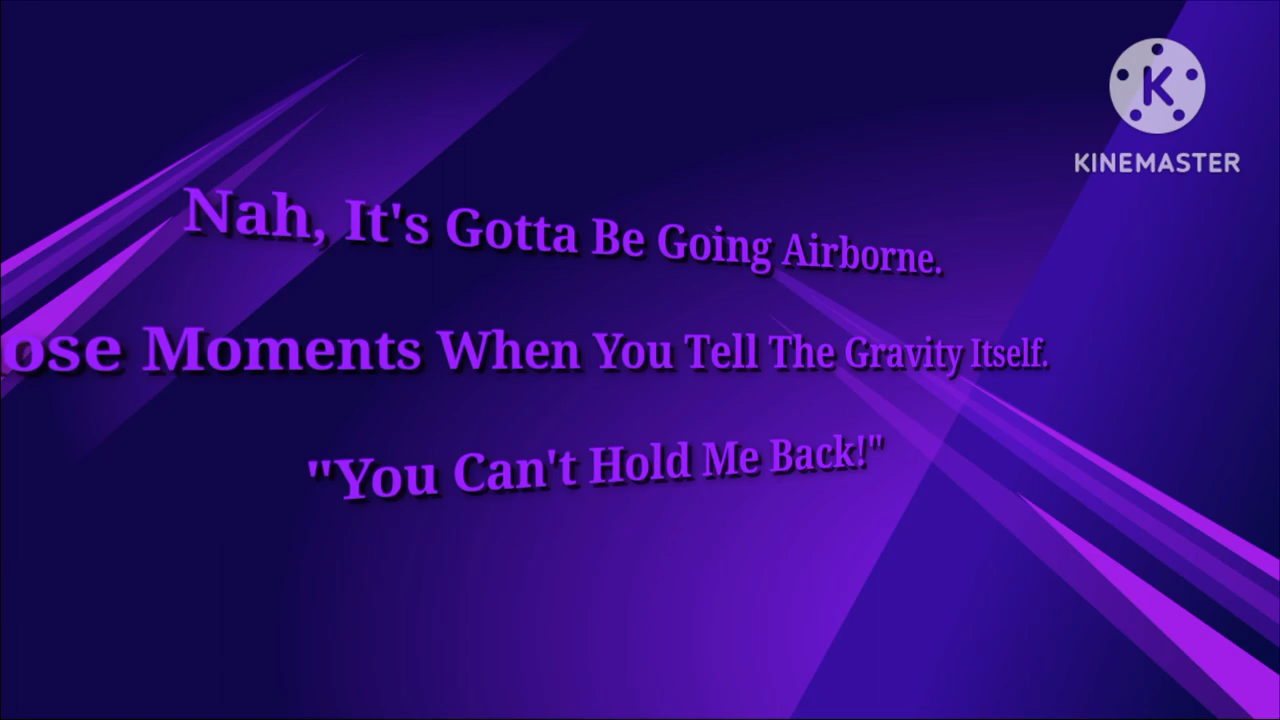 KINEMASTER
Nah, It's Gotta Be Going Airborne.
Moments When You Tell The Gravity Itself.
"You Can't Hold Me Back!"